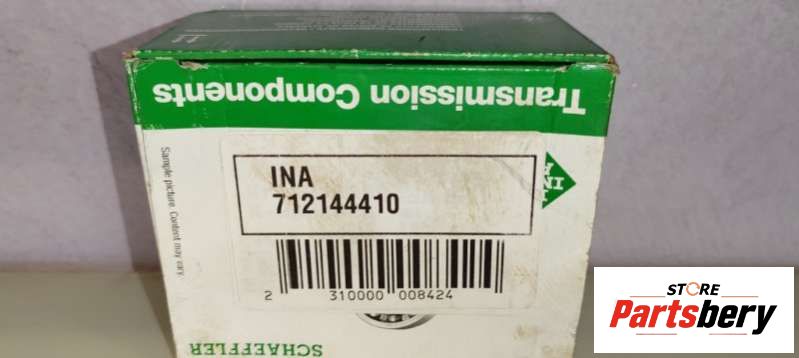 Transmission Components
INA
712144410
2 310000 008424
Sample picture. Content may vary.
INA
SCHAEFFLER
STORE
Partsbery